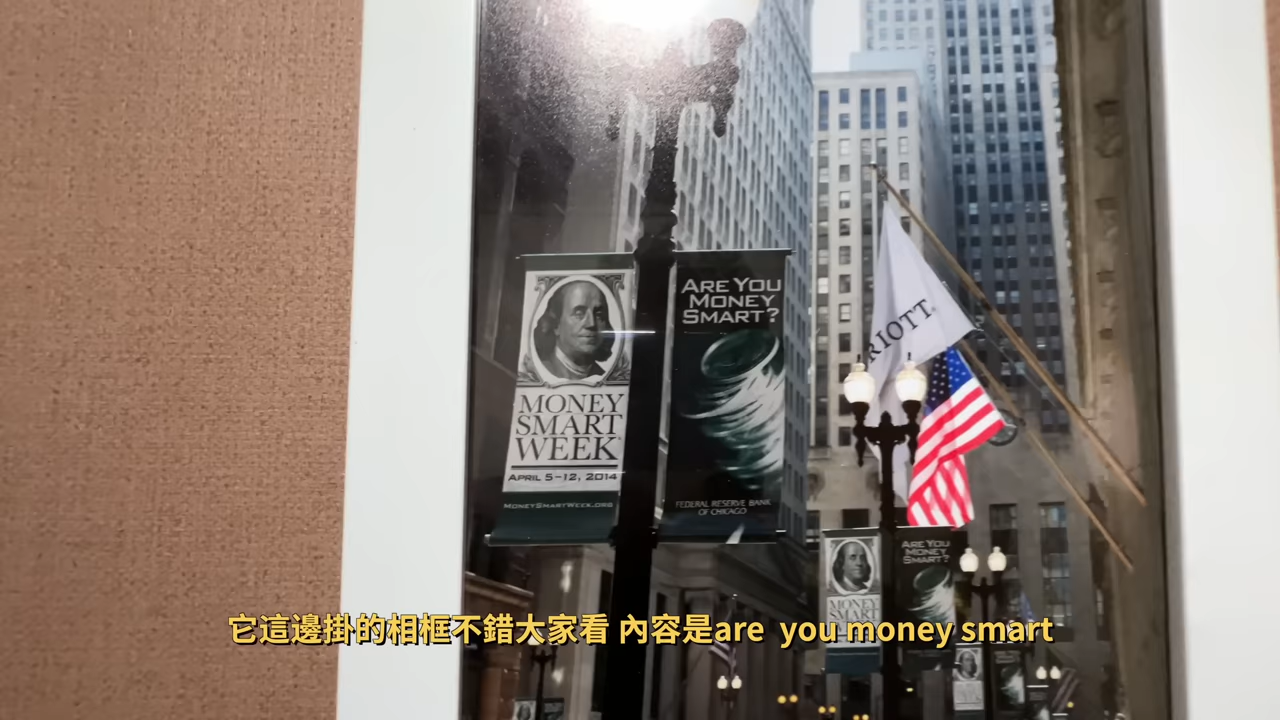 MONEY
SMART
WEEK
APRIL 5-12, 2014
MONEYSMARTWEEK.ORG
ARE YOU
MONEY
SMART?
FEDERAL RESERVE BANK
OF CHICAGO
RIOTT
ARE YOU
MONEY
SMART?
MONEY
SMART
它這邊掛的相框不錯大家看 內容是are you money smart